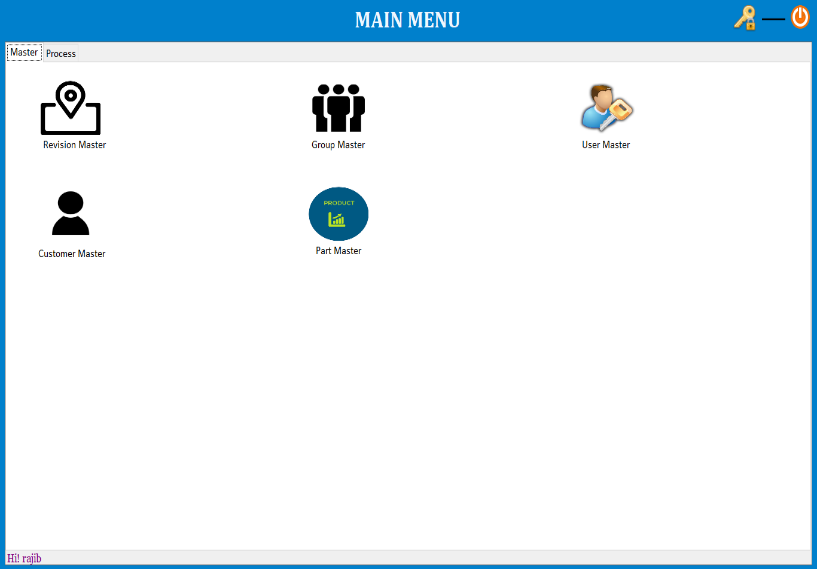 MAIN MENU
Master Process
Revision Master Group Master User Master
PRODUCT
Customer Master Part Master
Hi! rajib